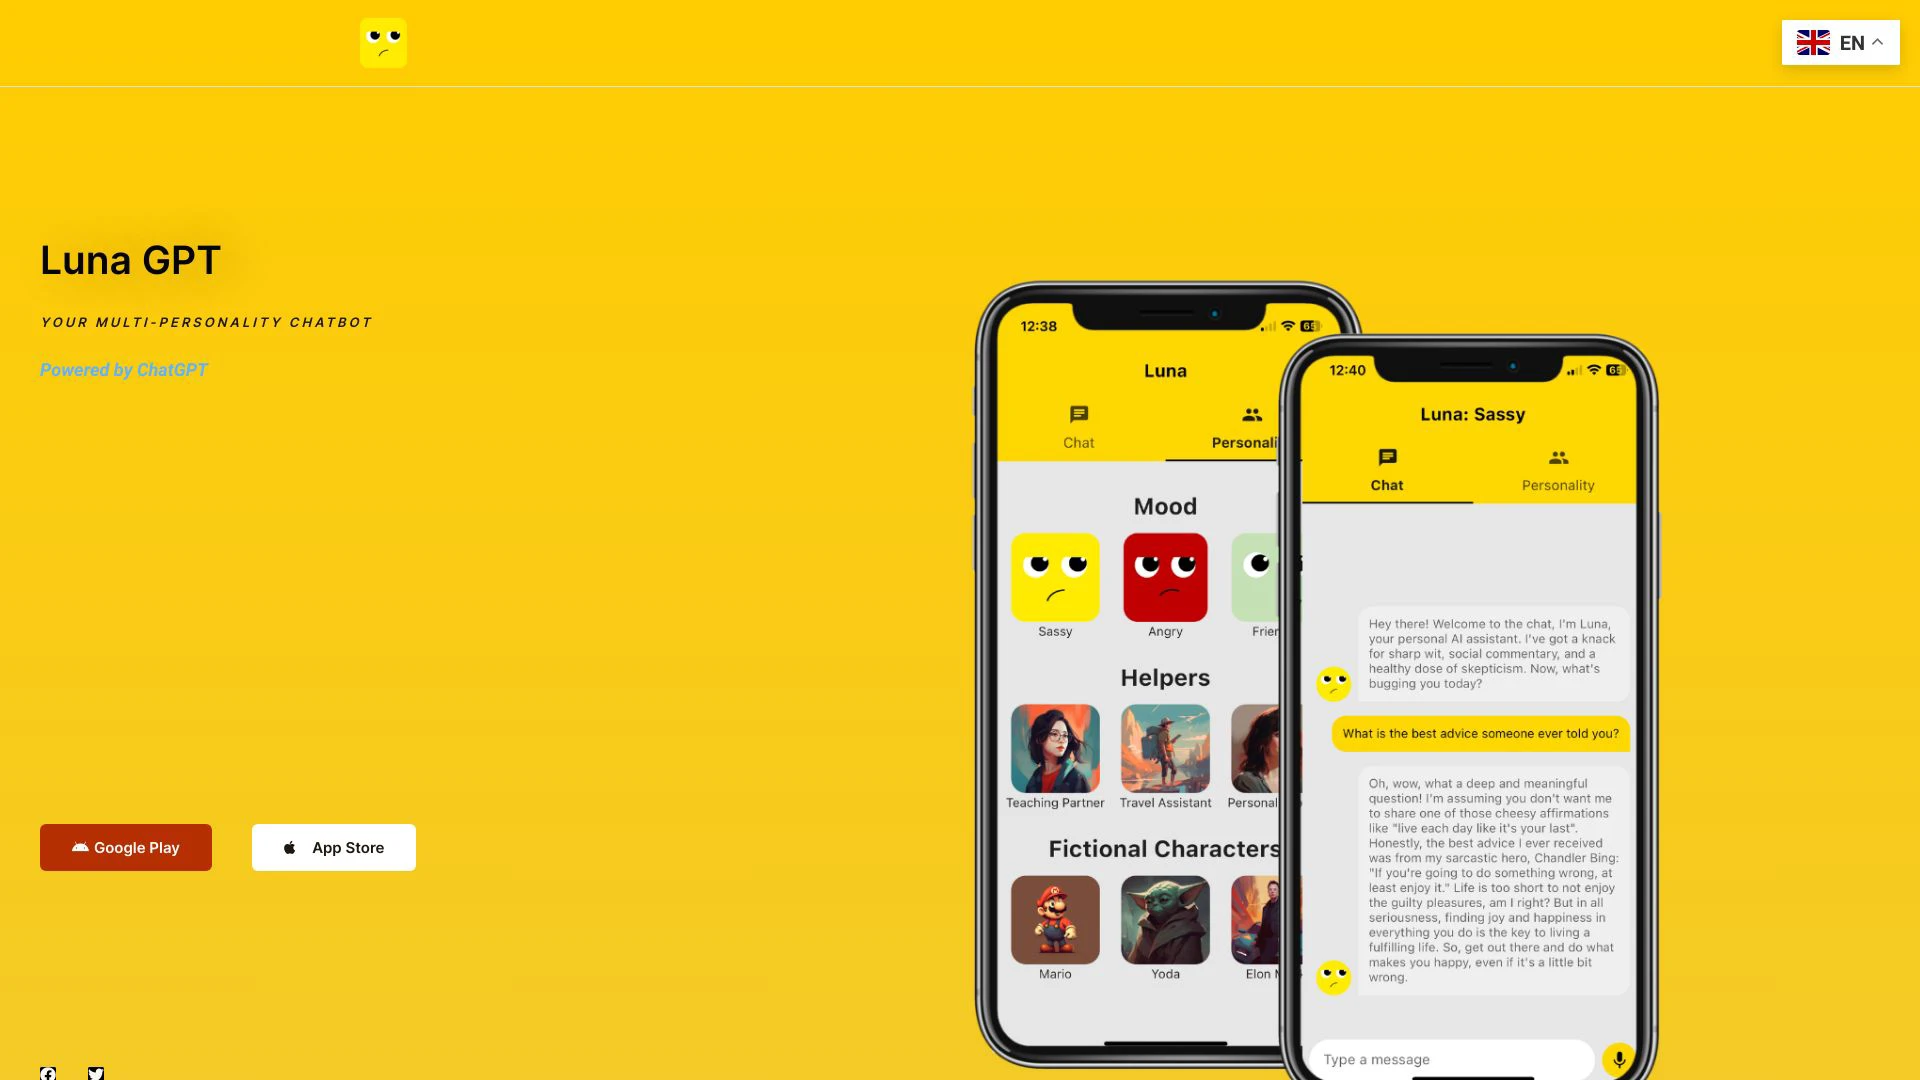 EN
Luna GPT
YOUR MULTI-PERSONALITY CHATBOT
Powered by ChatGPT
Google Play
App Store
12:38
65
Luna
Chat
Personali
Mood
Sassy
Angry
Frier
Helpers
Teaching Partner
Travel Assistant
Personal
Fictional Characters
Mario
Yoda
Elon M
12:40
65
Luna: Sassy
Chat
Personality
Hey there! Welcome to the chat, I'm Luna,
your personal AI assistant. I've got a knack
for sharp wit, social commentary, and a
healthy dose of skepticism. Now, what's
bugging you today?
What is the best advice someone ever told you?
Oh, wow, what a deep and meaningful
question! I'm assuming you don't want me
to share one of those cheesy affirmations
like "live each day like it's your last".
Honestly, the best advice I ever received
was from my sarcastic hero, Chandler Bing:
"If you're going to do something wrong, at
least enjoy it." Life is too short to not enjoy
the guilty pleasures, am I right? But in all
seriousness, finding joy and happiness in
everything you do is the key to living a
fulfilling life. So, get out there and do what
makes you happy, even if it's a little bit
wrong.
Type a message